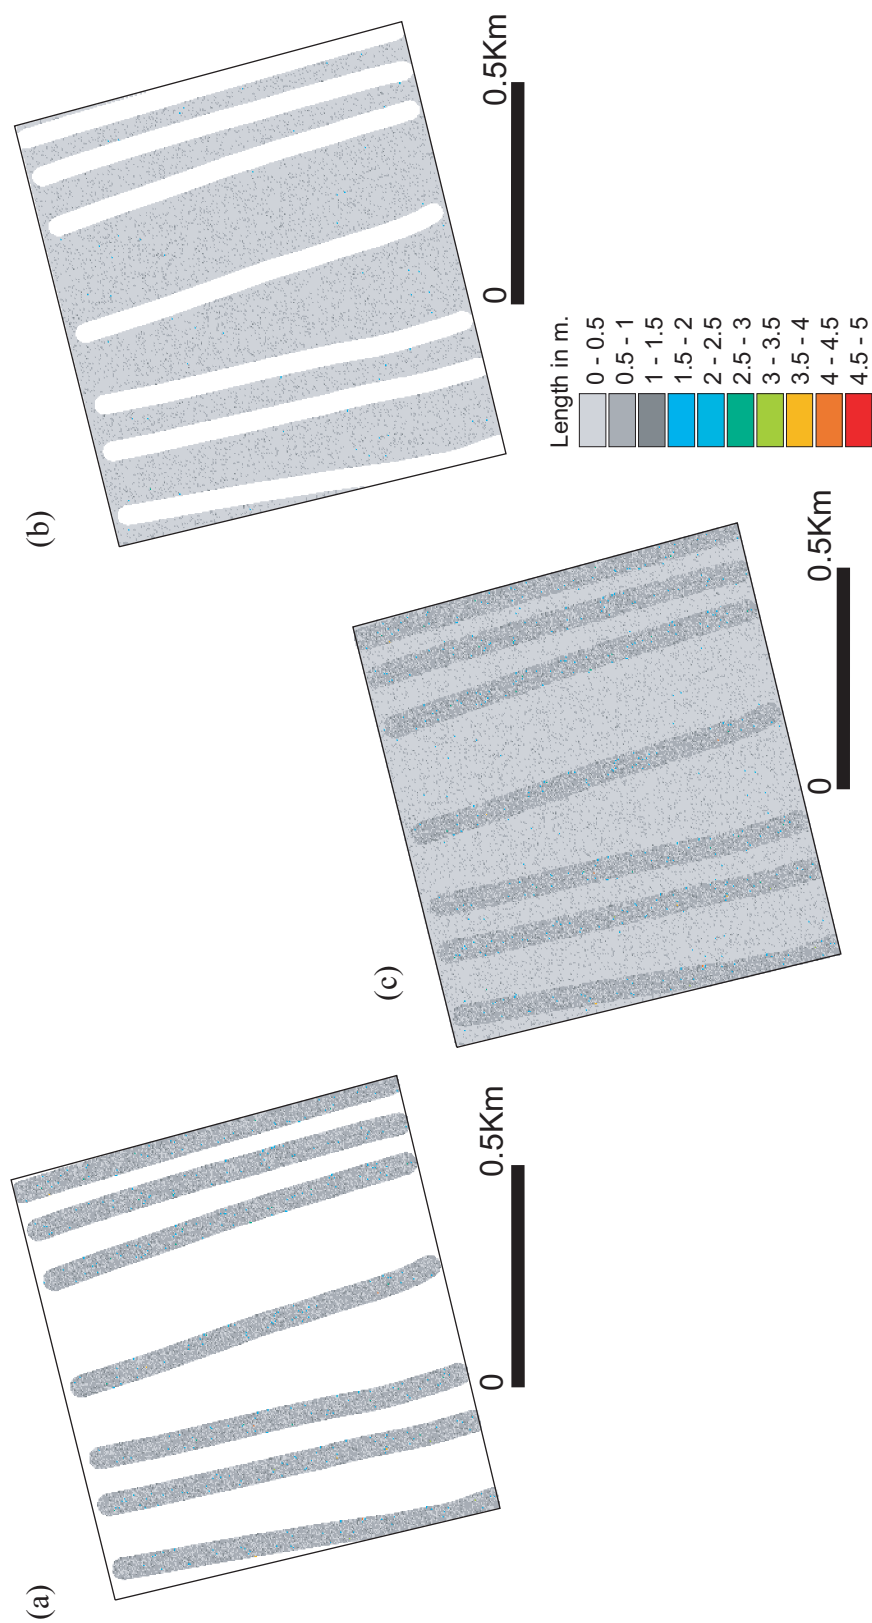 (a)
0 0.5Km
(b)
0 0.5Km
(c)
0 0.5Km
Length in m.
0 - 0.5
0.5 - 1
1 - 1.5
1.5 - 2
2 - 2.5
2.5 - 3
3 - 3.5
3.5 - 4
4 - 4.5
4.5 - 5